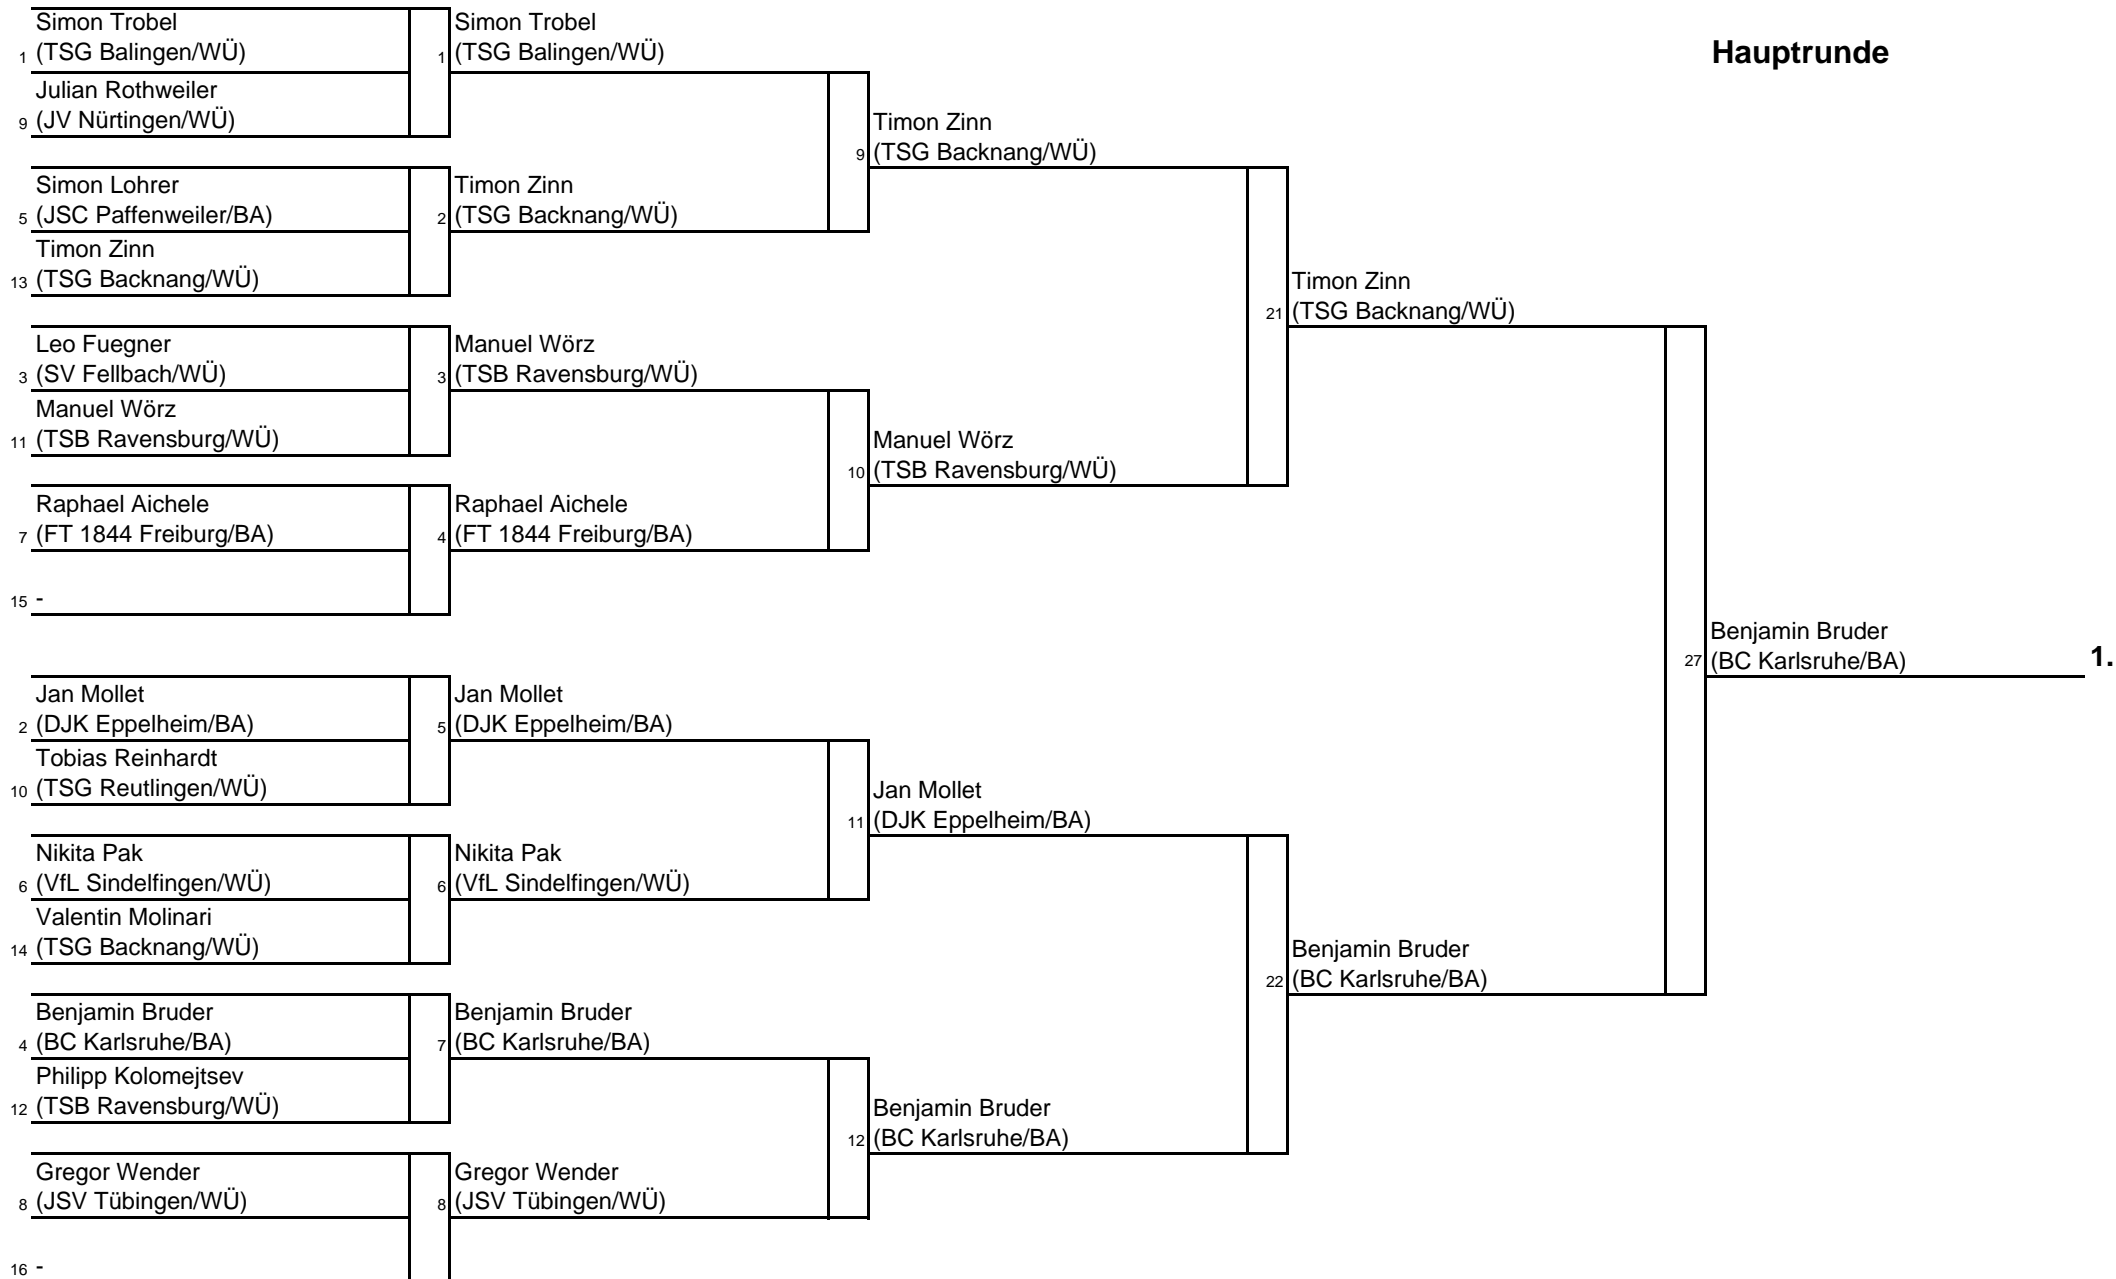 Hauptrunde
Simon Trobel
1 (TSG Balingen/WÜ)
Julian Rothweiler
9 (JV Nürtingen/WÜ)
Simon Lohrer
5 (JSC Paffenweiler/BA)
Timon Zinn
13 (TSG Backnang/WÜ)
Leo Fuegner
3 (SV Fellbach/WÜ)
Manuel Wörz
11 (TSB Ravensburg/WÜ)
Raphael Aichele
7 (FT 1844 Freiburg/BA)
15 -
Jan Mollet
2 (DJK Eppelheim/BA)
Tobias Reinhardt
10 (TSG Reutlingen/WÜ)
Nikita Pak
6 (VfL Sindelfingen/WÜ)
Valentin Molinari
14 (TSG Backnang/WÜ)
Benjamin Bruder
4 (BC Karlsruhe/BA)
Philipp Kolomejtsev
12 (TSB Ravensburg/WÜ)
Gregor Wender
8 (JSV Tübingen/WÜ)
16 -
Simon Trobel
1 (TSG Balingen/WÜ)
Timon Zinn
2 (TSG Backnang/WÜ)
Manuel Wörz
3 (TSB Ravensburg/WÜ)
Raphael Aichele
4 (FT 1844 Freiburg/BA)
Jan Mollet
5 (DJK Eppelheim/BA)
Nikita Pak
6 (VfL Sindelfingen/WÜ)
Benjamin Bruder
7 (BC Karlsruhe/BA)
Gregor Wender
8 (JSV Tübingen/WÜ)
Timon Zinn
9 (TSG Backnang/WÜ)
Manuel Wörz
10 (TSB Ravensburg/WÜ)
Jan Mollet
11 (DJK Eppelheim/BA)
Benjamin Bruder
12 (BC Karlsruhe/BA)
Timon Zinn
21 (TSG Backnang/WÜ)
Benjamin Bruder
22 (BC Karlsruhe/BA)
Benjamin Bruder
27 (BC Karlsruhe/BA) 1.